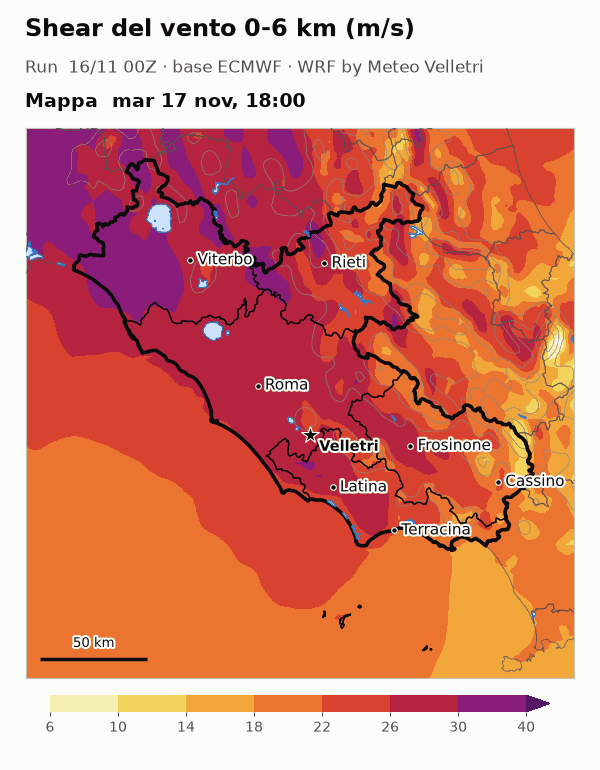 Shear del vento 0-6 km (m/s)
Run  16/11 00Z · base ECMWF · WRF by Meteo Velletri
Mappa  mar 17 nov, 18:00
Viterbo
Rieti
Roma
Velletri
Frosinone
Latina
Cassino
Terracina
50 km
6 10 14 18 22 26 30 40